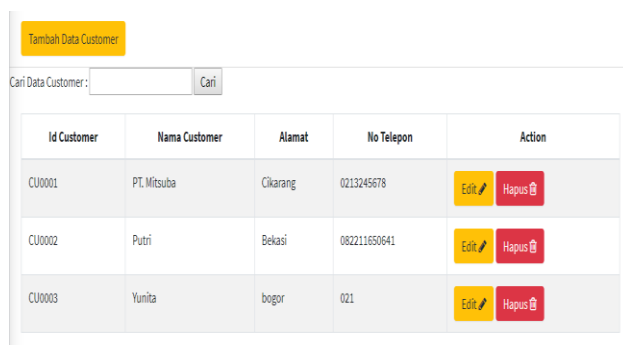 Tambah Data Customer
Cari Data Customer : Cari
Id Customer Nama Customer Alamat No Telepon Action
CU0001 PT. Mitsuba Cikarang 0213245678 Edit Hapus
CU0002 Putri Bekasi 082211650641 Edit Hapus
CU0003 Yunita bogor 021 Edit Hapus